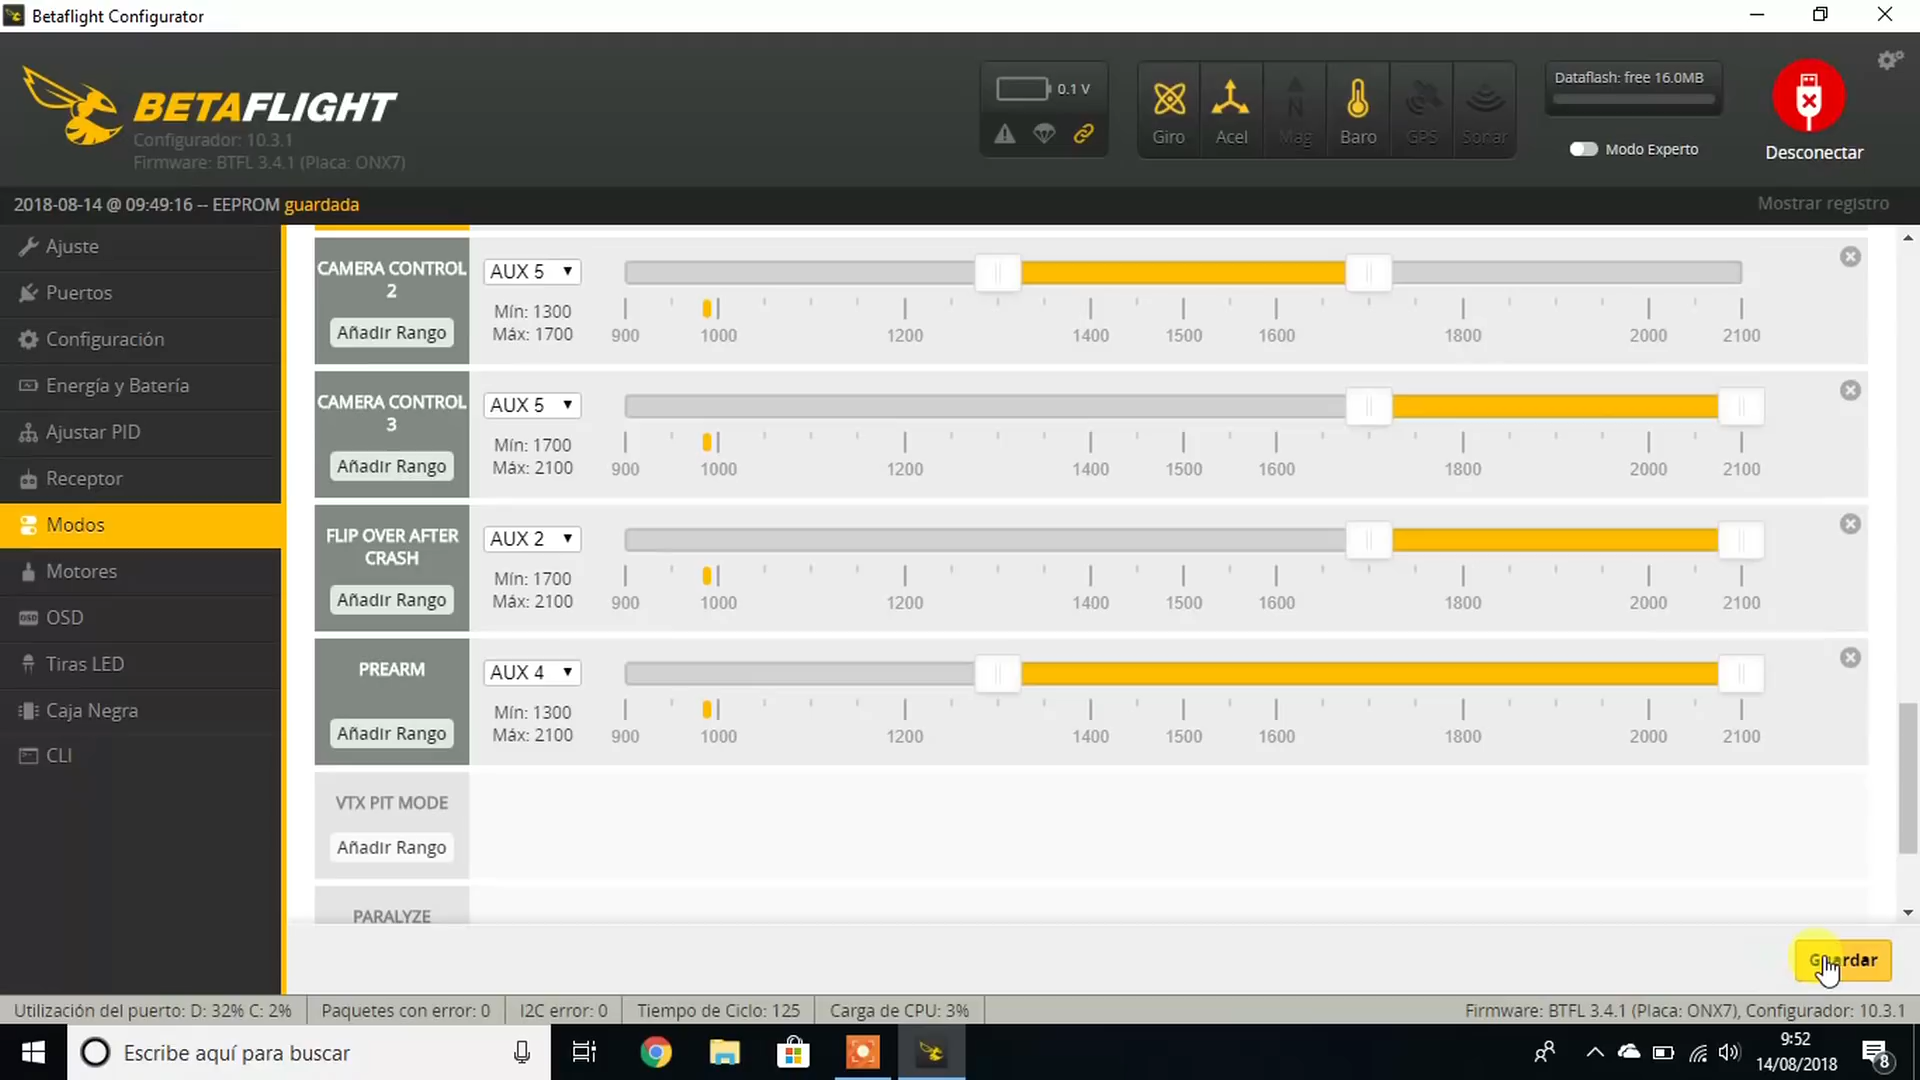 Betaflight Configurator
BETAFLIGHT
Configurador: 10.3.1
Firmware: BTFL 3.4.1 (Placa: ONX7)
0.1 V
Giro
Acel
Mag
Baro
GPS
Sonar
Dataflash: free 16.0MB
Modo Experto
Desconectar
2018-08-14 @ 09:49:16 -- EEPROM guardada
Mostrar registro
Ajuste
Puertos
Configuración
Energía y Batería
Ajustar PID
Receptor
Modos
Motores
OSD
Tiras LED
Caja Negra
CLI
CAMERA CONTROL
2
Añadir Rango
AUX 5
Mín: 1300
Máx: 1700
900 1000 1200 1400 1500 1600 1800 2000 2100
CAMERA CONTROL
3
Añadir Rango
AUX 5
Mín: 1700
Máx: 2100
900 1000 1200 1400 1500 1600 1800 2000 2100
FLIP OVER AFTER
CRASH
Añadir Rango
AUX 2
Mín: 1700
Máx: 2100
900 1000 1200 1400 1500 1600 1800 2000 2100
PREARM
Añadir Rango
AUX 4
Mín: 1300
Máx: 2100
900 1000 1200 1400 1500 1600 1800 2000 2100
VTX PIT MODE
Añadir Rango
PARALYZE
Guardar
Utilización del puerto: D: 32% C: 2%
Paquetes con error: 0
I2C error: 0
Tiempo de Ciclo: 125
Carga de CPU: 3%
Firmware: BTFL 3.4.1 (Placa: ONX7), Configurador: 10.3.1
Escribe aquí para buscar
9:52
14/08/2018
8